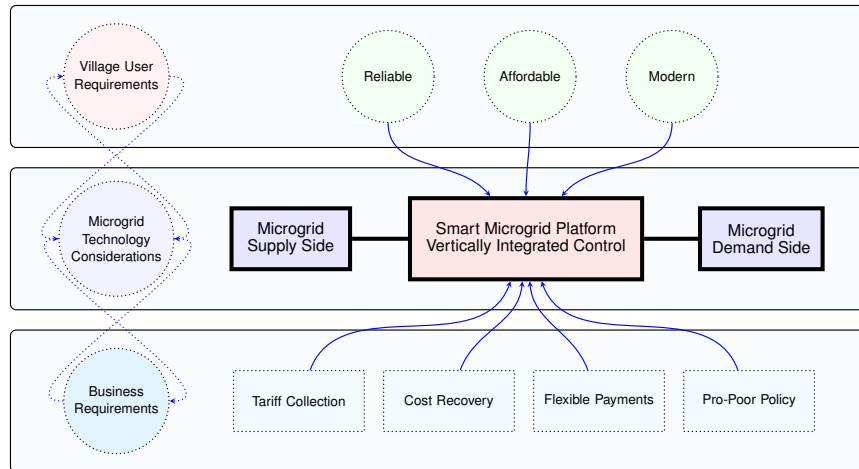 Village User
Requirements
Reliable
Affordable
Modern
Microgrid
Technology
Considerations
Microgrid
Supply Side
Smart Microgrid Platform
Vertically Integrated Control
Microgrid
Demand Side
Business
Requirements
Tariff Collection
Cost Recovery
Flexible Payments
Pro-Poor Policy